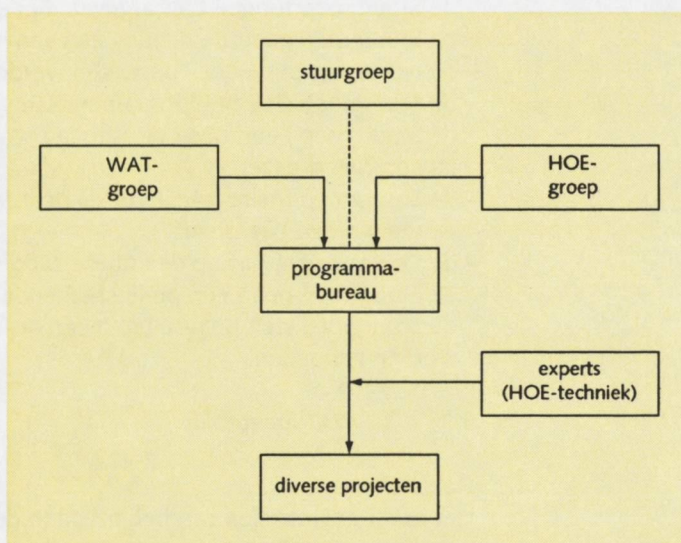 stuurgroep
WAT-
groep
HOE-
groep
programma-
bureau
experts
(HOE-techniek)
diverse projecten